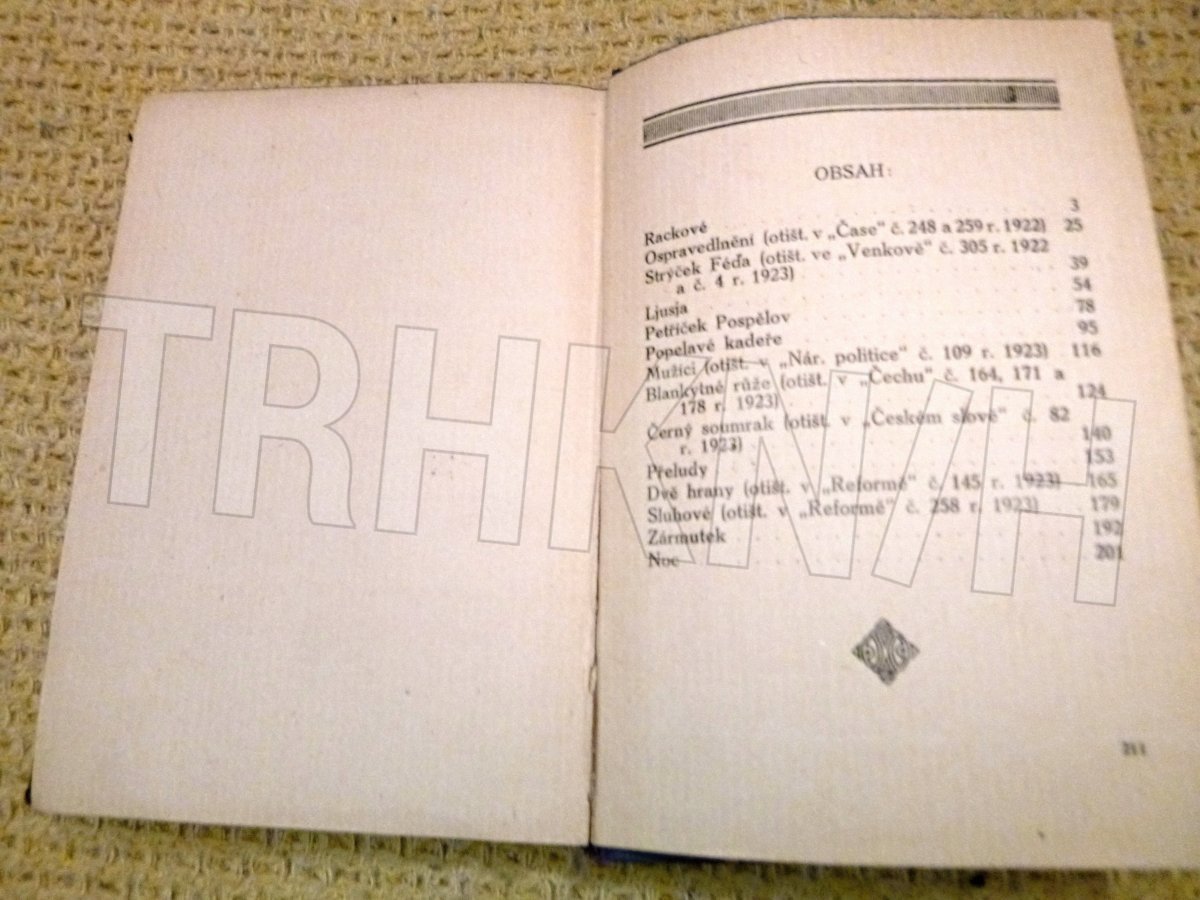 OBSAH:
Rackové 3
Ospravedlnění (otišt. v „Čase“ č. 248 a 259 r. 1922) 25
Strýček Féďa (otišt. ve „Venkově“ č. 305 r. 1922
a č. 4 r. 1923) 39
Ljusja 54
Petříček Pospělov 78
Popelavé kadeře 95
Mužíci (otišt. v „Nár. politice“ č. 109 r. 1923) 116
Blankytné růže (otišt. v „Čechu“ č. 164, 171 a
178 r. 1923) 124
Černý soumrak (otišt. v „Českém slově“ č. 82
r. 1923) 140
Přeludy 153
Dvě hrany (otišt. v „Reformě“ č. 145 r. 1923) 165
Sluhové (otišt. v „Reformě“ č. 258 r. 1923) 179
Zármutek 192
Noc 201
211
TRHKNIH